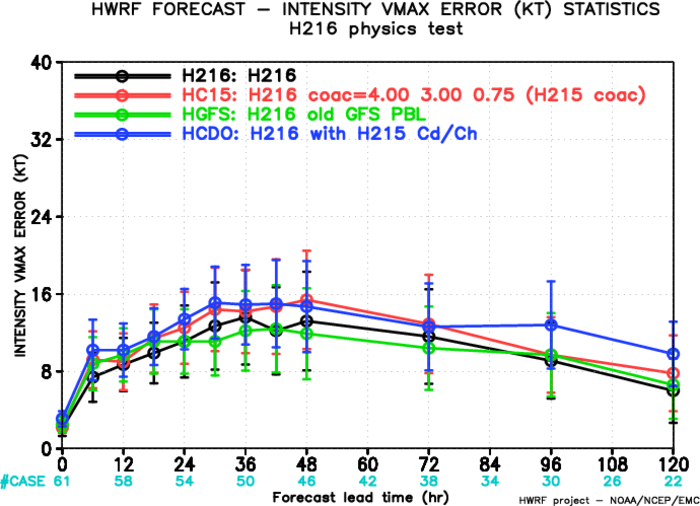 HWRF FORECAST – INTENSITY VMAX ERROR (KT) STATISTICS
H216 physics test
H216: H216
HC15: H216 coac=4.00 3.00 0.75 (H215 coac)
HGFS: H216 old GFS PBL
HCDO: H216 with H215 Cd/Ch
INTENSITY VMAX ERROR (KT)
40
32
24
16
8
0
0 12 24 36 48 60 72 84 96 108 120
#CASE 61 58 54 50 46 42 38 34 30 26 22
Forecast lead time (hr)
HWRF project – NOAA/NCEP/EMC